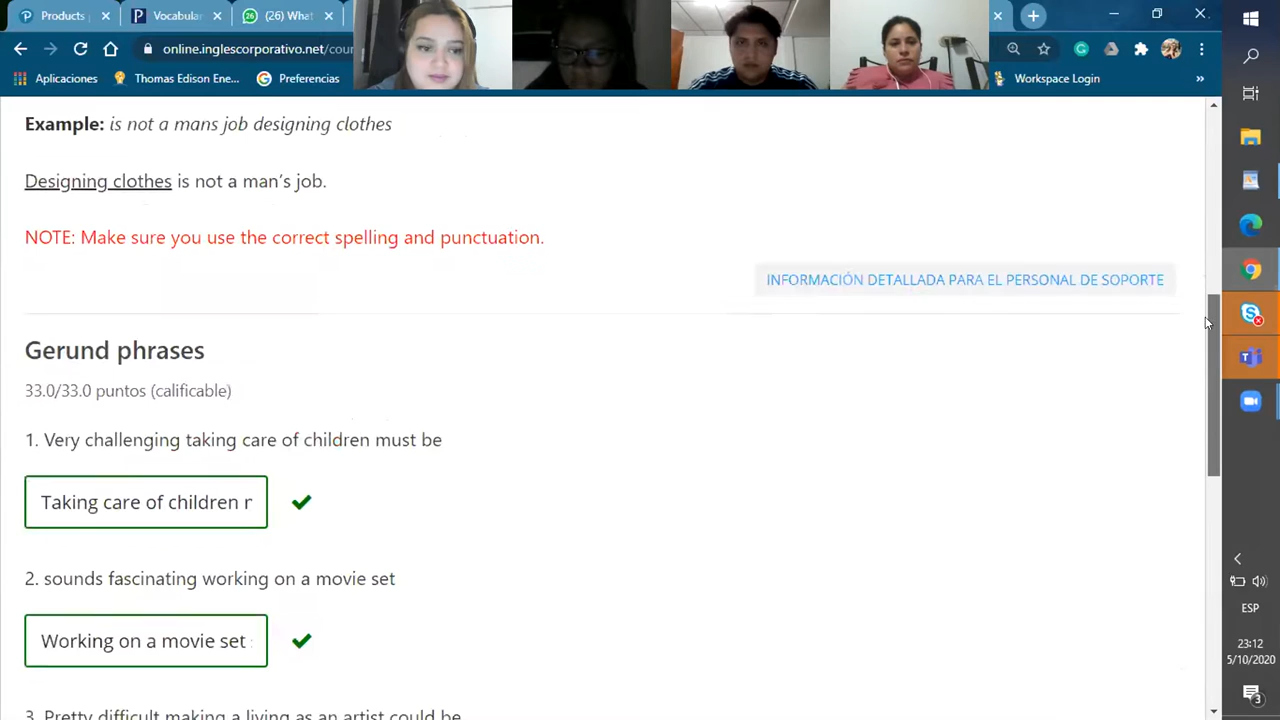 Products
Vocabular
(26) What
online.inglescorporativo.net/cour
Aplicaciones
Thomas Edison Ene...
Preferencias
Workspace Login
»
Example: is not a mans job designing clothes
Designing clothes is not a man's job.
NOTE: Make sure you use the correct spelling and punctuation.
INFORMACIÓN DETALLADA PARA EL PERSONAL DE SOPORTE
Gerund phrases
33.0/33.0 puntos (calificable)
1. Very challenging taking care of children must be
Taking care of children
2. sounds fascinating working on a movie set
Working on a movie set
3. Pretty difficult making a living as an artist could be
ESP
23:12
5/10/2020
3